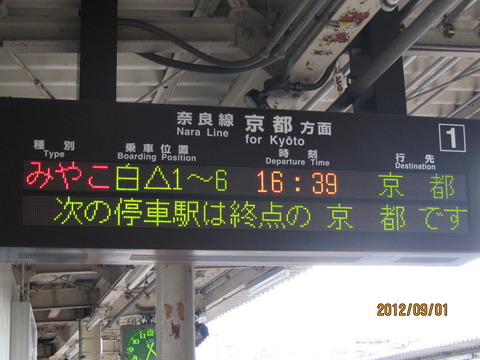 奈良線 京都 方面
Nara Line for Kyōto
1
種別 乗車位置 時刻 行先
Type Boarding Position Departure Time Destination
みやこ 白△1～6 16:39 京都
次の停車駅は終点の 京都です
2012/09/01